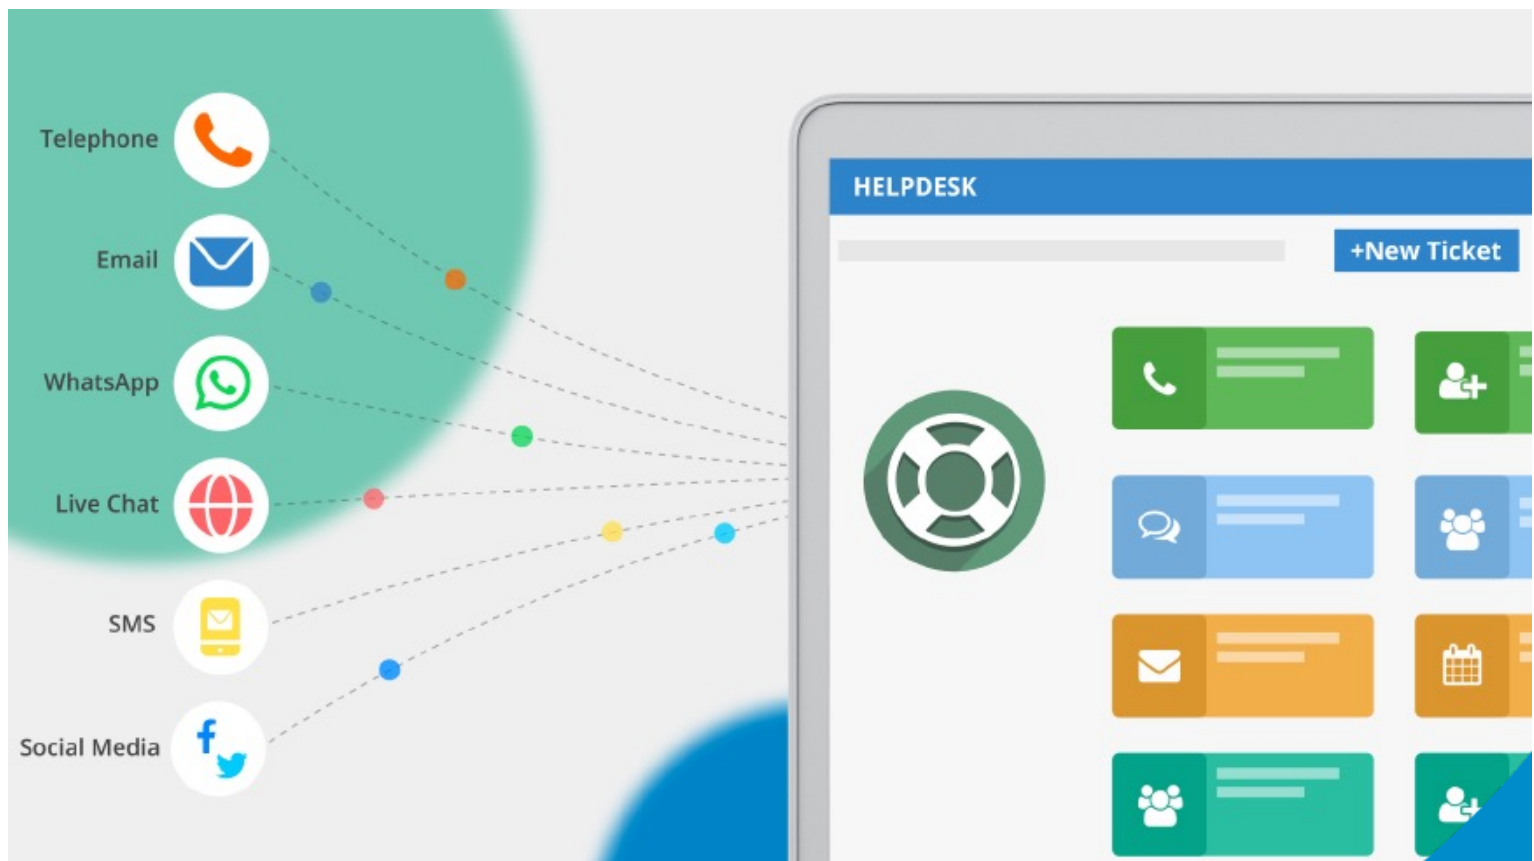 Telephone
Email
WhatsApp
Live Chat
SMS
Social Media
HELPDESK
+New Ticket